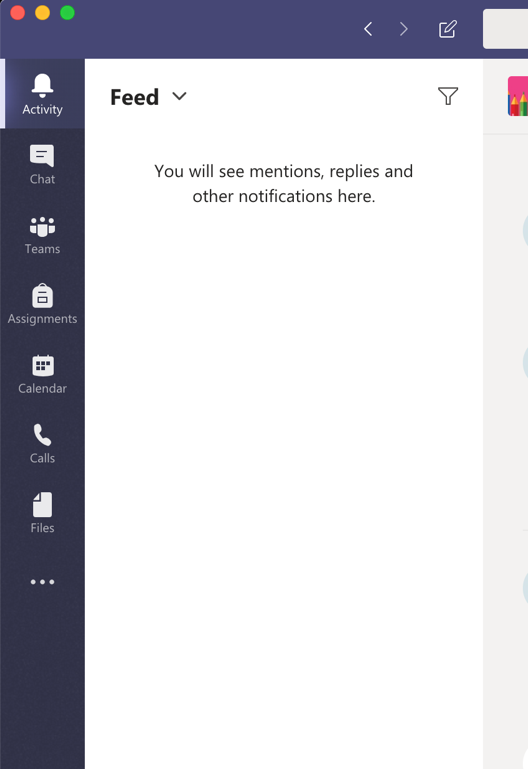 Activity
Feed
You will see mentions, replies and
other notifications here.
Chat
Teams
Assignments
Calendar
Calls
Files